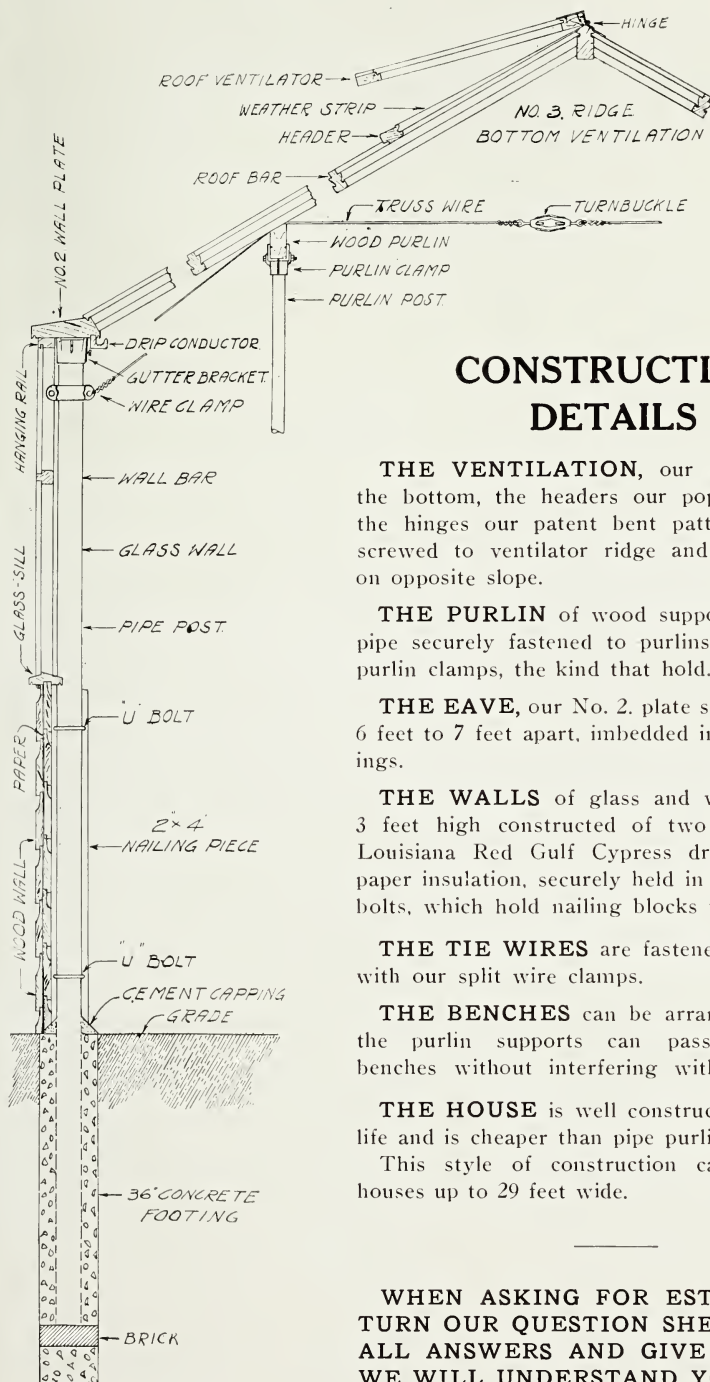 HINGE
ROOF VENTILATOR
WEATHER STRIP
HEADER
NO. 3. RIDGE
BOTTOM VENTILATION
ROOF BAR
NO. 2 WALL PLATE
TRUSS WIRE
TURNBUCKLE
WOOD PURLIN
PURLIN CLAMP
PURLIN POST
DRIP CONDUCTOR
GUTTER BRACKET
WIRE CLAMP
HANGING RAIL
WALL BAR
GLASS WALL
GLASS-SILL
PIPE POST
"U" BOLT
PAPER
2"×4"
NAILING PIECE
WOOD WALL
"U" BOLT
CEMENT CAPPING
GRADE
36" CONCRETE
FOOTING
BRICK
CONSTRUCTI
DETAILS
THE VENTILATION, our
the bottom, the headers our pop
the hinges our patent bent patt
screwed to ventilator ridge and
on opposite slope.
THE PURLIN of wood suppo
pipe securely fastened to purlins
purlin clamps, the kind that hold.
THE EAVE, our No. 2. plate s
6 feet to 7 feet apart, imbedded in
ings.
THE WALLS of glass and w
3 feet high constructed of two
Louisiana Red Gulf Cypress dr
paper insulation, securely held in
bolts, which hold nailing blocks
THE TIE WIRES are fastene
with our split wire clamps.
THE BENCHES can be arran
the purlin supports can pass
benches without interfering with
THE HOUSE is well construc
life and is cheaper than pipe purli
This style of construction ca
houses up to 29 feet wide.
WHEN ASKING FOR EST
TURN OUR QUESTION SHE
ALL ANSWERS AND GIVE
WE WILL UNDERSTAND YO